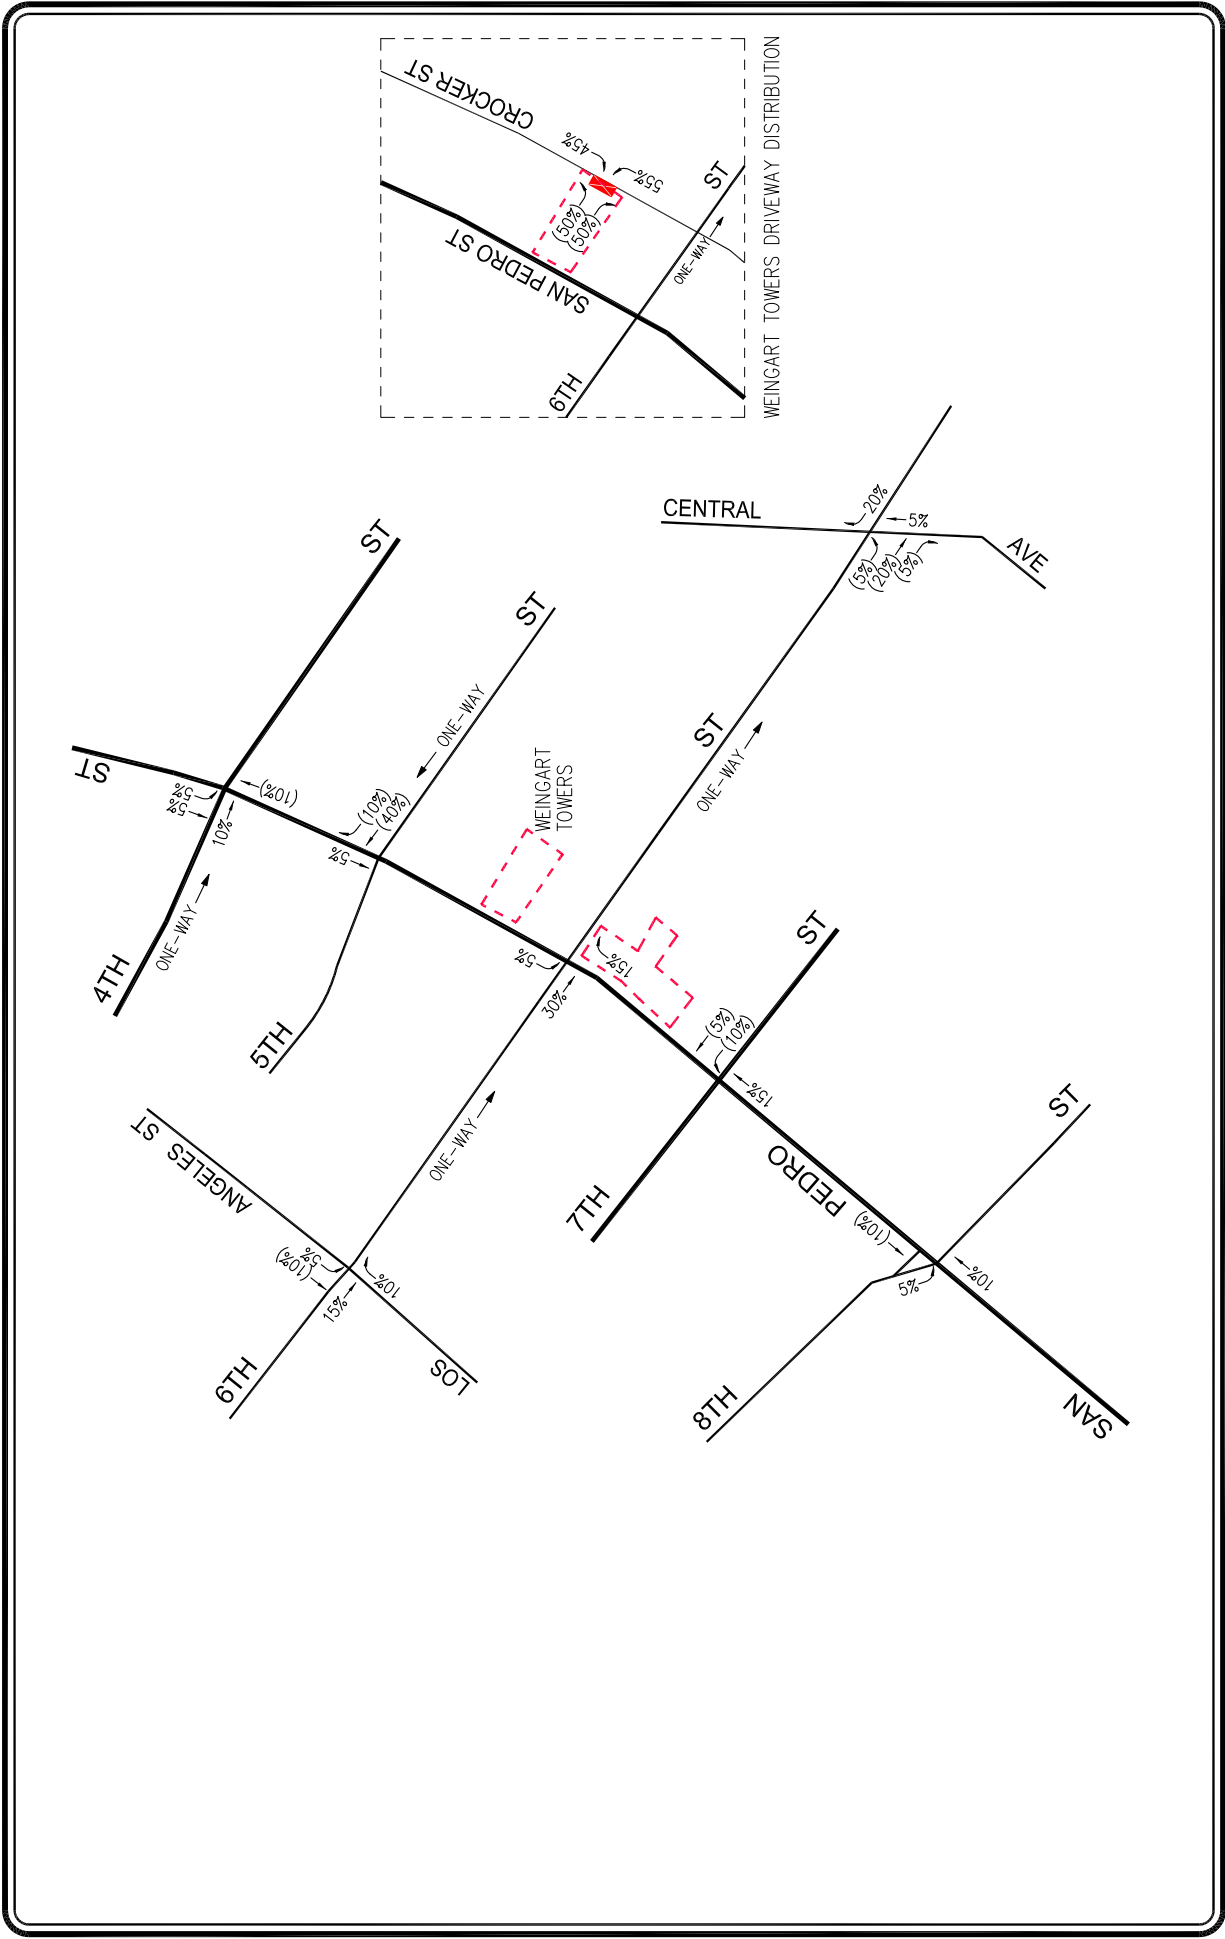 CROCKER ST
45%
55%
(50%)
(50%)
SAN PEDRO ST
6TH
ST
ONE-WAY
WEINGART TOWERS DRIVEWAY DISTRIBUTION
CENTRAL
AVE
20%
5%
(5%)
(20%)
(5%)
ST
ST
5%
5%
10%
(10%)
ONE-WAY
4TH
ST
ONE-WAY
(10%)
(40%)
5%
5TH
WEINGART
TOWERS
ST
ONE-WAY
5%
30%
15%
ONE-WAY
ANGELES ST
LOS
5%
(10%)
15%
10%
6TH
ST
(5%)
(10%)
15%
7TH
PEDRO
(10%)
ST
5%
10%
8TH
SAN